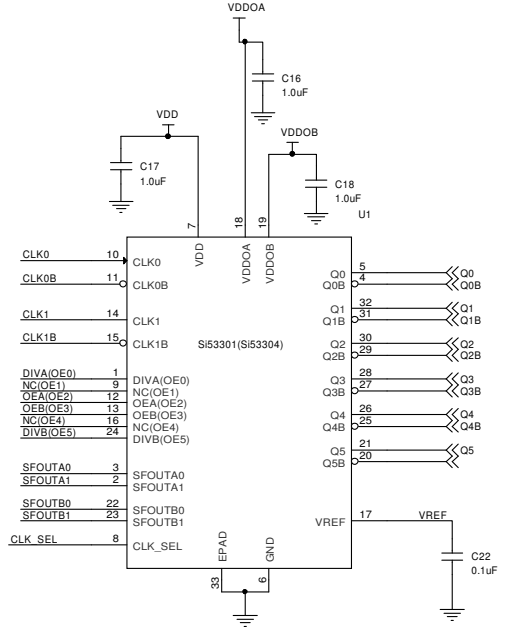 VDDOA
C16
1.0uF
VDD
VDDOB
C17
1.0uF
C18
1.0uF
U1
7
18
19
VDD
VDDOA
VDDOB
CLK0 10 CLK0
CLK0B 11 CLK0B
CLK1 14 CLK1
CLK1B 15 CLK1B
Si53301(Si53304)
DIVA(OE0) 1 DIVA(OE0)
NC(OE1) 9 NC(OE1)
OEA(OE2) 12 OEA(OE2)
OEB(OE3) 13 OEB(OE3)
NC(OE4) 16 NC(OE4)
DIVB(OE5) 24 DIVB(OE5)
SFOUTA0 3 SFOUTA0
SFOUTA1 2 SFOUTA1
SFOUTB0 22 SFOUTB0
SFOUTB1 23 SFOUTB1
CLK_SEL 8 CLK_SEL
Q0 5 Q0
Q0B 4 Q0B
Q1 32 Q1
Q1B 31 Q1B
Q2 30 Q2
Q2B 29 Q2B
Q3 28 Q3
Q3B 27 Q3B
Q4 26 Q4
Q4B 25 Q4B
Q5 21 Q5
Q5B 20
VREF 17 VREF
EPAD
GND
33
6
C22
0.1uF